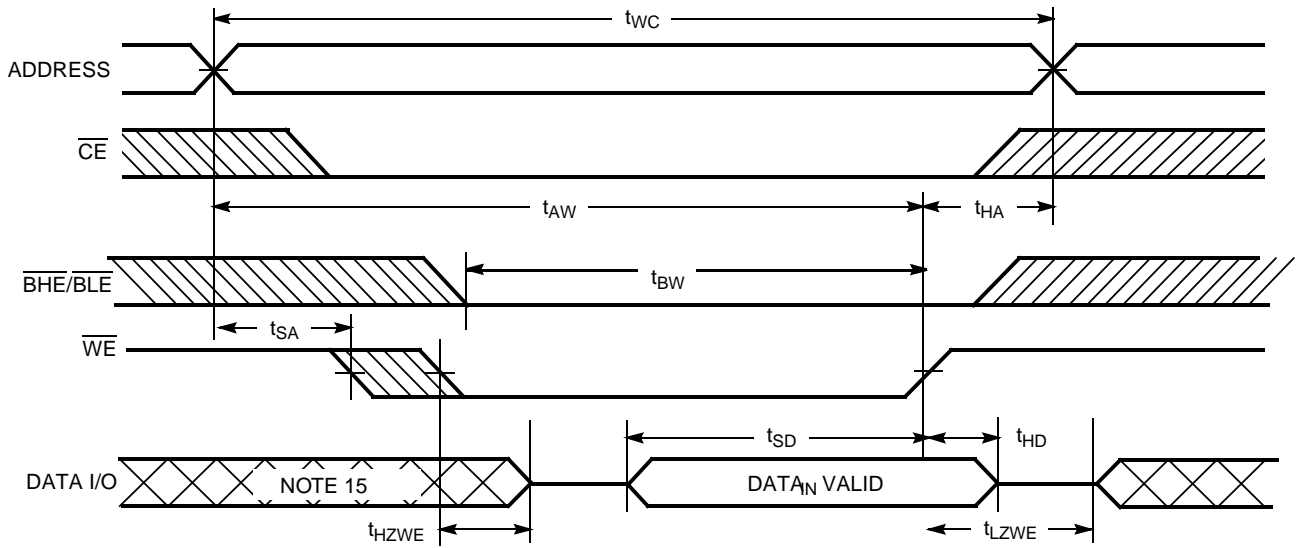 tWC
ADDRESS
CE
tAW
tHA
BHE/BLE
tBW
tSA
WE
tSD
tHD
DATA I/O
NOTE 15
DATAIN VALID
tHZWE
tLZWE